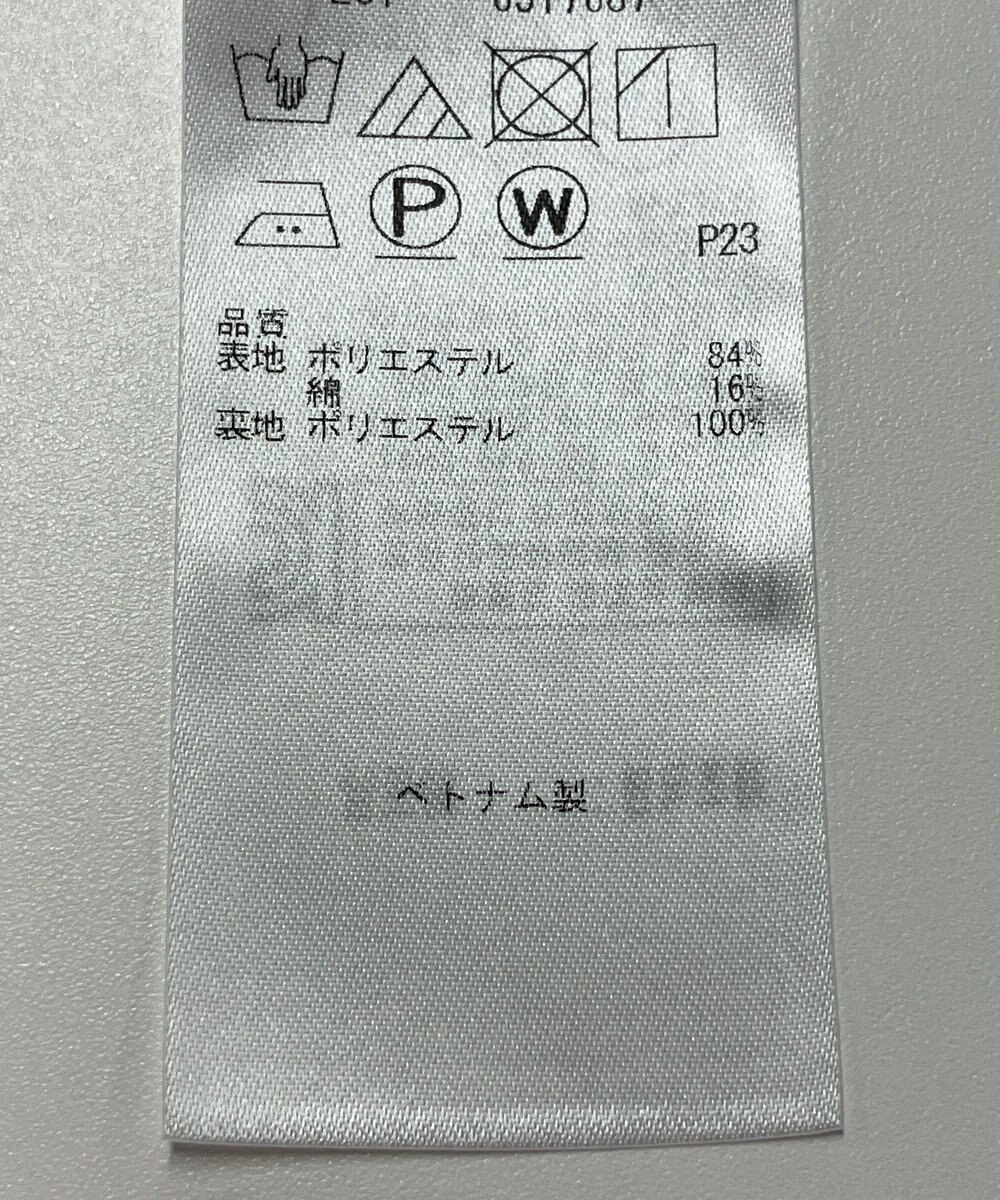 P W P23
品質
表地 ポリエステル 84%
綿 16%
裏地 ポリエステル 100%
ベトナム製